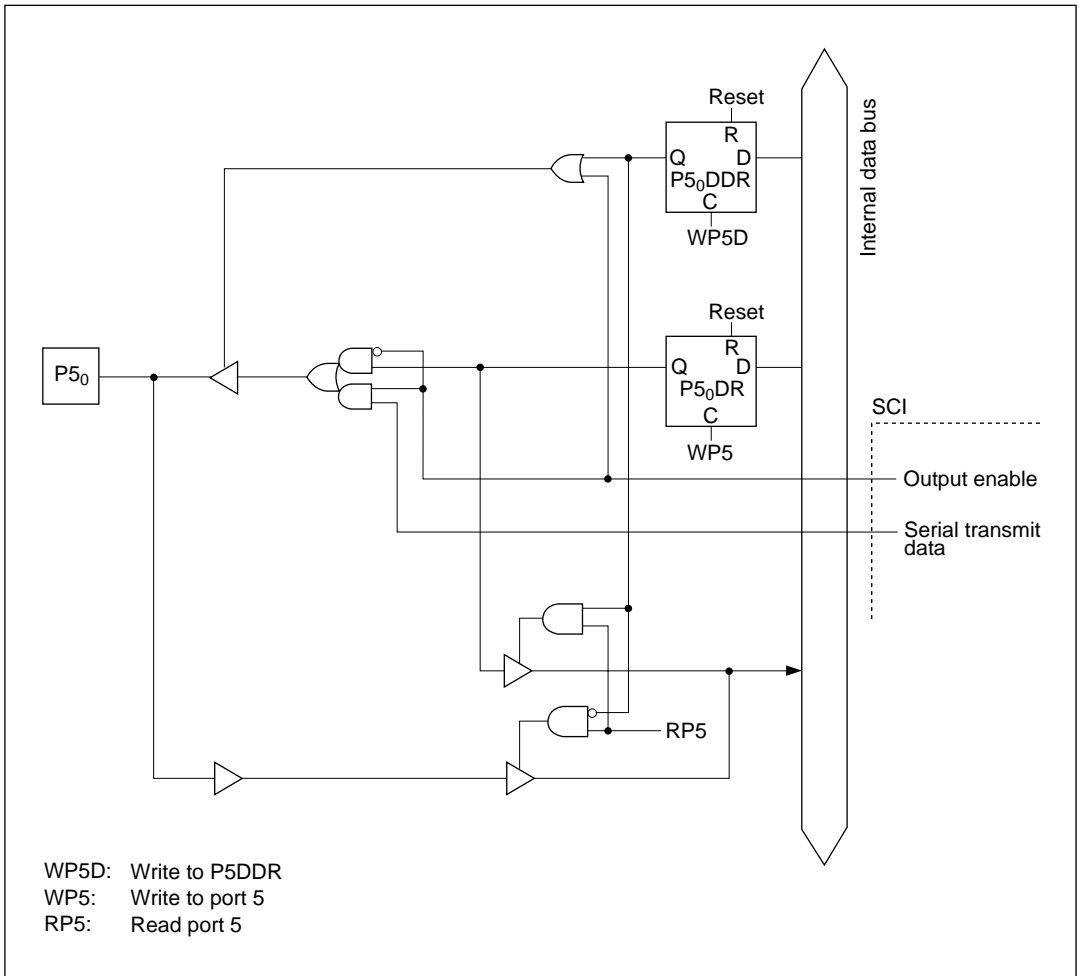 Reset
R
Q D
P5₀DDR
C
WP5D
Internal data bus
Reset
R
Q D
P5₀DR
C
WP5
P5₀
SCI
Output enable
Serial transmit
data
RP5
WP5D: Write to P5DDR
WP5: Write to port 5
RP5: Read port 5